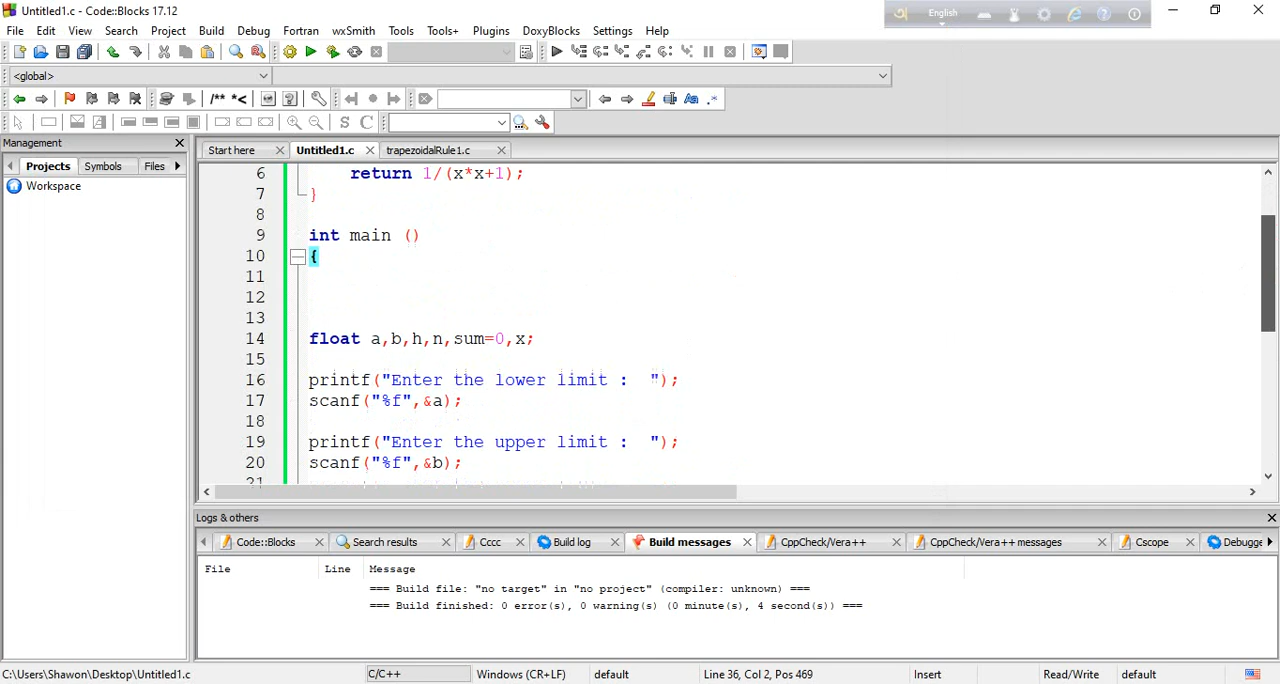 Untitled1.c - Code::Blocks 17.12
English
File Edit View Search Project Build Debug Fortran wxSmith Tools Tools+ Plugins DoxyBlocks Settings Help
<global>
/** *<
S C
Management
Start here Untitled1.c trapezoidalRule1.c
Projects Symbols Files
Workspace
6 return 1/(x*x+1);
7 }
8
9 int main ()
10 {
11
12
13
14 float a,b,h,n,sum=0,x;
15
16 printf("Enter the lower limit :  ");
17 scanf("%f",&a);
18
19 printf("Enter the upper limit :  ");
20 scanf("%f",&b);
21
Logs & others
Code::Blocks Search results Cccc Build log Build messages CppCheck/Vera++ CppCheck/Vera++ messages Cscope Debugge
File Line Message
=== Build file: "no target" in "no project" (compiler: unknown) ===
=== Build finished: 0 error(s), 0 warning(s) (0 minute(s), 4 second(s)) ===
C:\Users\Shawon\Desktop\Untitled1.c C/C++ Windows (CR+LF) default Line 36, Col 2, Pos 469 Insert Read/Write default